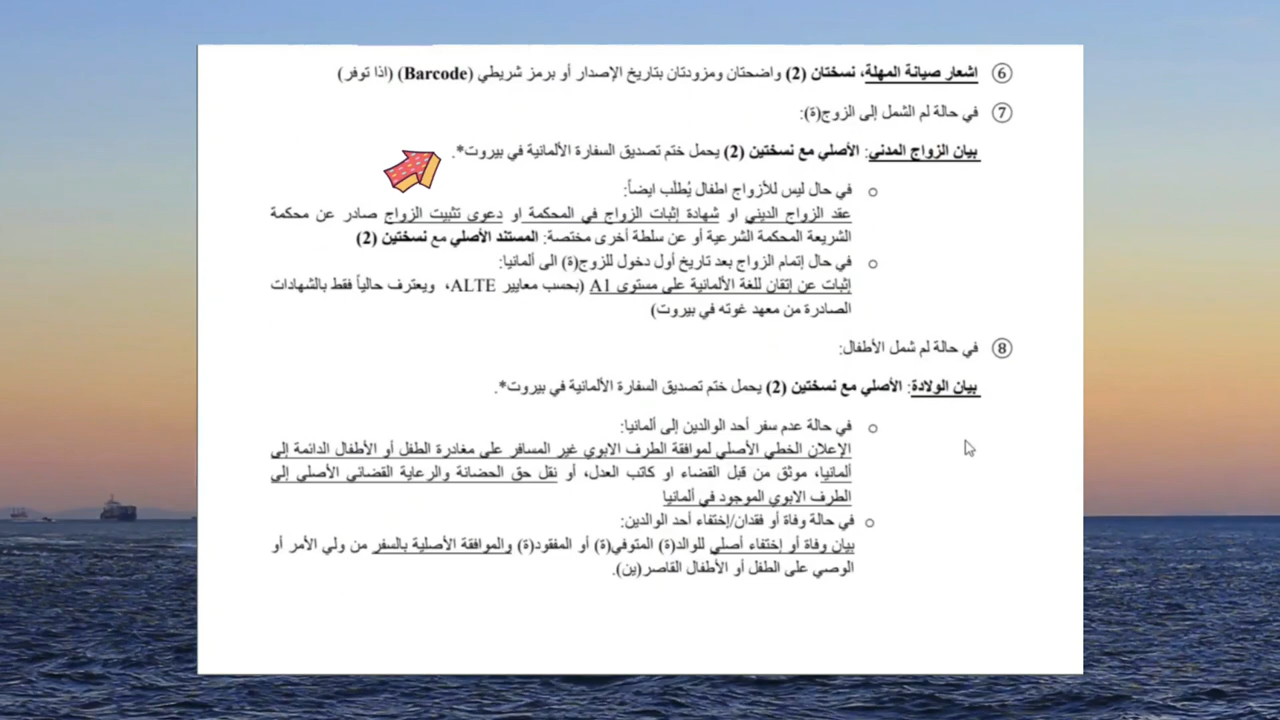 ⑥ اشعار صيانة المهلة، نسختان (2) واضحتان ومزودتان بتاريخ الإصدار أو برمز شريطي (Barcode) (اذا توفر)
⑦ في حالة لم الشمل إلى الزوج(ة):
بيان الزواج المدني: الأصلي مع نسختين (2) يحمل ختم تصديق السفارة الألمانية في بيروت*.
o في حال ليس للأزواج اطفال يُطلَب ايضاً:
عقد الزواج الديني او شهادة إثبات الزواج في المحكمة او دعوى تثبيت الزواج صادر عن محكمة
الشريعة المحكمة الشرعية أو عن سلطة أخرى مختصة: المستند الأصلي مع نسختين (2)
o في حال إتمام الزواج بعد تاريخ أول دخول للزوج(ة) الى ألمانيا:
إثبات عن إتقان للغة الألمانية على مستوى A1 (بحسب معايير ALTE، ويعترف حالياً فقط بالشهادات
الصادرة من معهد غوته في بيروت)
⑧ في حالة لم شمل الأطفال:
بيان الولادة: الأصلي مع نسختين (2) يحمل ختم تصديق السفارة الألمانية في بيروت*.
o في حالة عدم سفر أحد الوالدين إلى ألمانيا:
الإعلان الخطي الأصلي لموافقة الطرف الابوي غير المسافر على مغادرة الطفل أو الأطفال الدائمة إلى
ألمانيا، موثق من قبل القضاء او كاتب العدل، أو نقل حق الحضانة والرعاية القضائي الأصلي إلى
الطرف الابوي الموجود في ألمانيا
o في حالة وفاة أو فقدان/إختفاء أحد الوالدين:
بيان وفاة أو إختفاء أصلي للوالد(ة) المتوفي(ة) أو المفقود(ة) والموافقة الأصلية بالسفر من ولي الأمر أو
الوصي على الطفل أو الأطفال القاصر(ين).